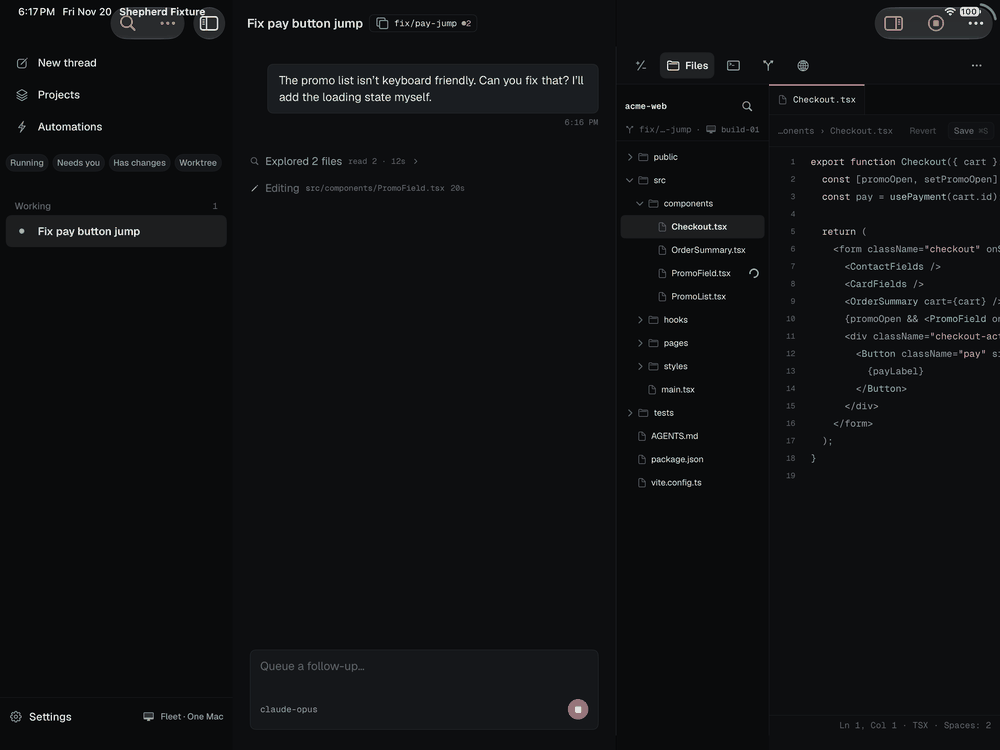 6:17 PM Fri Nov 20 Shepherd Fixture
100
New thread
Projects
Automations
Running Needs you Has changes Worktree
Working 1
Fix pay button jump
Settings
Fleet · One Mac
Fix pay button jump
fix/pay-jump 2
The promo list isn't keyboard friendly. Can you fix that? I'll
add the loading state myself.
6:16 PM
Explored 2 files read 2 · 12s
Editing src/components/PromoField.tsx 20s
Queue a follow-up…
claude-opus
Files
acme-web
fix/…-jump · build-01
public
src
components
Checkout.tsx
OrderSummary.tsx
PromoField.tsx
PromoList.tsx
hooks
pages
styles
main.tsx
tests
AGENTS.md
package.json
vite.config.ts
Checkout.tsx
…onents › Checkout.tsx Revert Save ⌘S
1 export function Checkout({ cart }
2 const [promoOpen, setPromoOpen]
3 const pay = usePayment(cart.id)
4
5 return (
6 <form className="checkout" onS
7 <ContactFields />
8 <CardFields />
9 <OrderSummary cart={cart} /
10 {promoOpen && <PromoField on
11 <div className="checkout-act
12 <Button className="pay" si
13 {payLabel}
14 </Button>
15 </div>
16 </form>
17 );
18 }
19
Ln 1, Col 1 · TSX · Spaces: 2